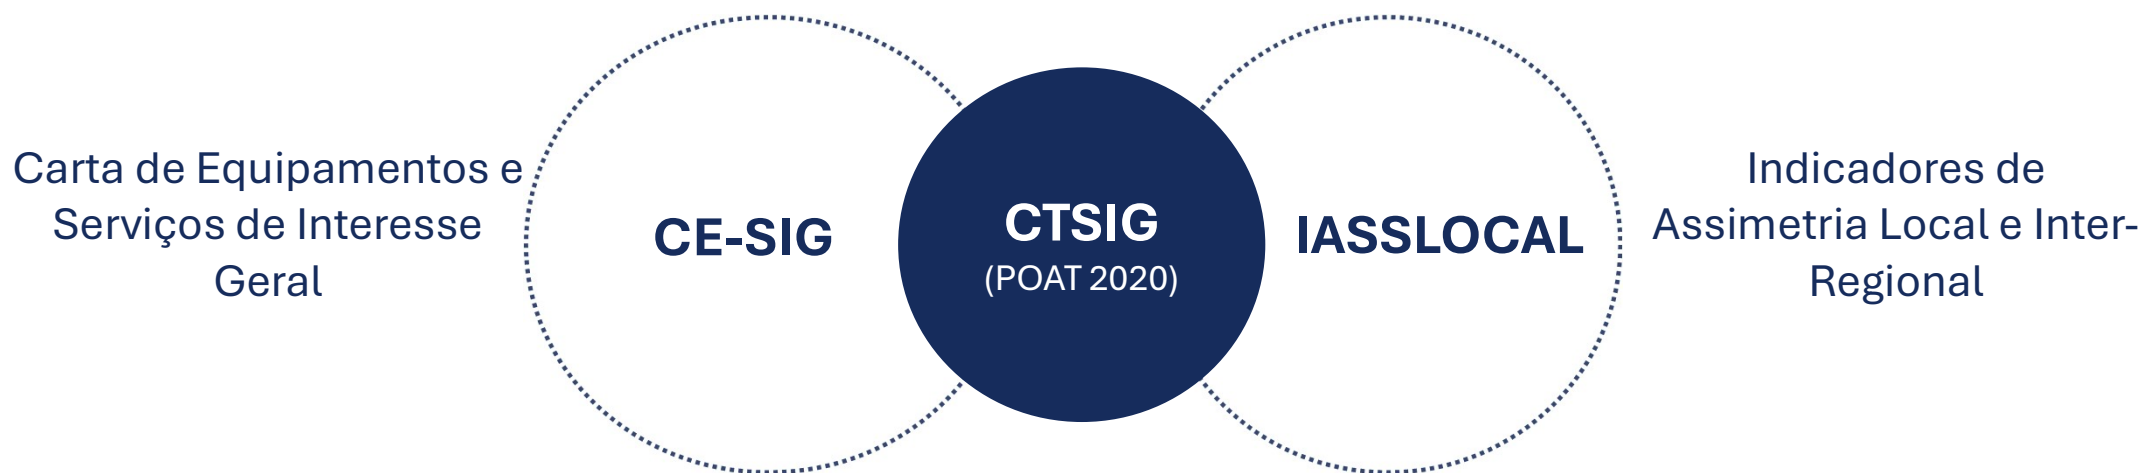 Carta de Equipamentos e
Serviços de Interesse
Geral
CE-SIG
CTSIG
(POAT 2020)
IASSLOCAL
Indicadores de
Assimetria Local e Inter-
Regional